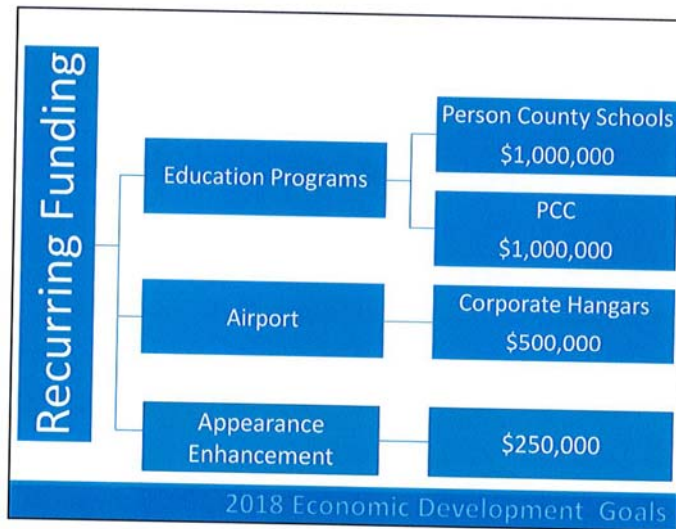 Recurring Funding
Education Programs
Person County Schools
$1,000,000
PCC
$1,000,000
Airport
Corporate Hangars
$500,000
Appearance
Enhancement
$250,000
2018 Economic Development Goals